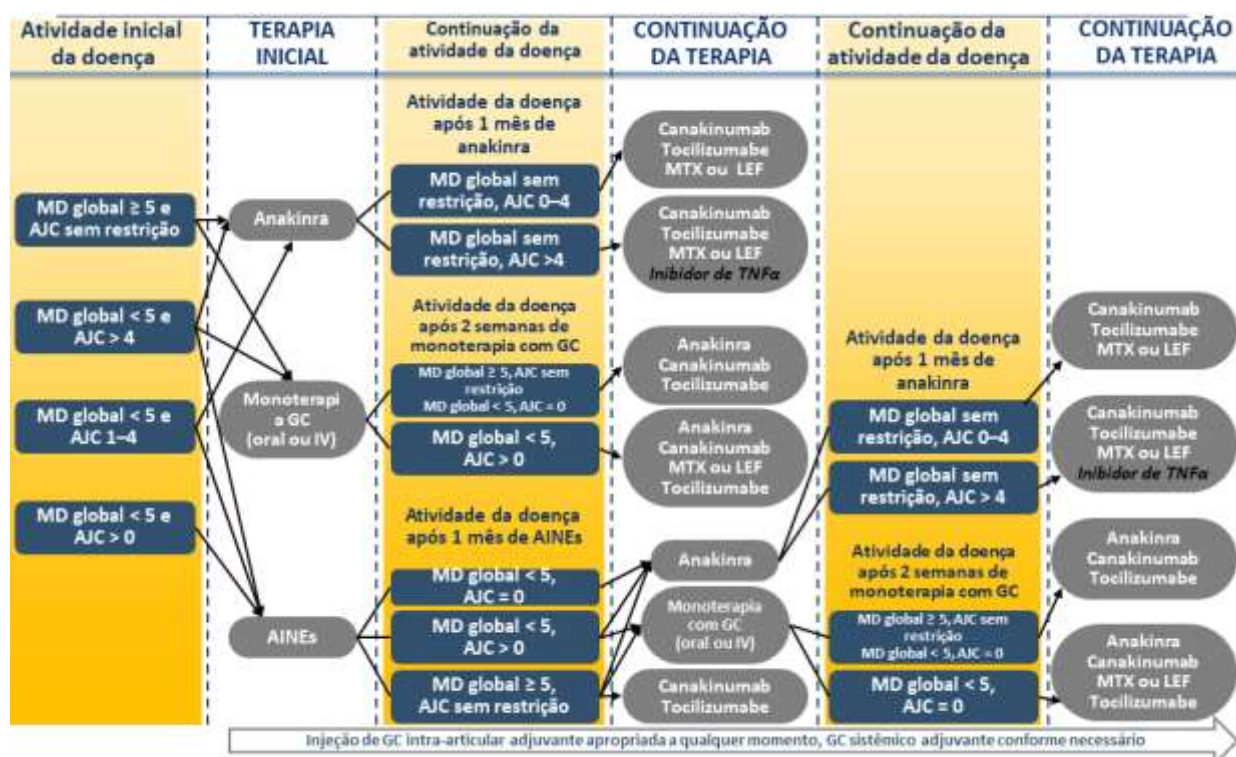 Atividade inicial
da doença
TERAPIA
INICIAL
Continuação da
atividade da doença
CONTINUAÇÃO
DA TERAPIA
Continuação da
atividade da doença
CONTINUAÇÃO
DA TERAPIA
MD global ≥ 5 e
AJC sem restrição
MD global < 5 e
AJC > 4
MD global < 5 e
AJC 1–4
MD global < 5 e
AJC > 0
Anakinra
Monoterapi
a GC
(oral ou IV)
AINEs
Atividade da doença
após 1 mês de
anakinra
MD global sem
restrição, AJC 0–4
MD global sem
restrição, AJC >4
Atividade da doença
após 2 semanas de
monoterapia com GC
MD global ≥ 5, AJC sem
restrição
MD global < 5, AJC = 0
MD global < 5,
AJC > 0
Atividade da doença
após 1 mês de AINEs
MD global < 5,
AJC = 0
MD global < 5,
AJC > 0
MD global ≥ 5,
AJC sem restrição
Canakinumab
Tocilizumabe
MTX ou LEF
Canakinumab
Tocilizumabe
MTX ou LEF
Inibidor de TNFα
Anakinra
Canakinumab
Tocilizumabe
Anakinra
Canakinumab
MTX ou LEF
Tocilizumabe
Anakinra
Monoterapia
com GC
(oral ou IV)
Canakinumab
Tocilizumabe
Atividade da doença
após 1 mês de
anakinra
MD global sem
restrição, AJC 0–4
MD global sem
restrição, AJC > 4
Atividade da doença
após 2 semanas de
monoterapia com GC
MD global ≥ 5, AJC sem
restrição
MD global < 5, AJC = 0
MD global < 5,
AJC = 0
Canakinumab
Tocilizumabe
MTX ou LEF
Canakinumab
Tocilizumabe
MTX ou LEF
Inibidor de TNFα
Anakinra
Canakinumab
Tocilizumabe
Anakinra
Canakinumab
MTX ou LEF
Tocilizumabe
Injeção de GC intra-articular adjuvante apropriada a qualquer momento, GC sistêmico adjuvante conforme necessário